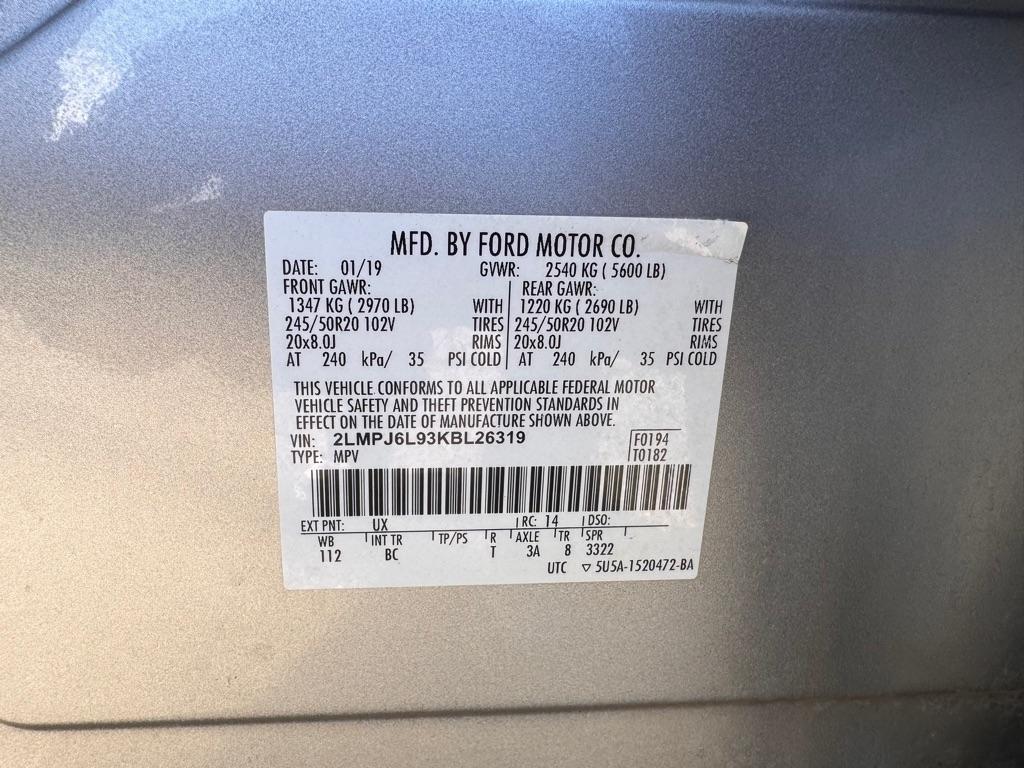 MFD. BY FORD MOTOR CO.
DATE: 01/19 GVWR: 2540 KG ( 5600 LB)
FRONT GAWR: REAR GAWR:
1347 KG ( 2970 LB) WITH 1220 KG ( 2690 LB) WITH
245/50R20 102V TIRES 245/50R20 102V TIRES
20x8.0J RIMS 20x8.0J RIMS
AT 240 kPa/ 35 PSI COLD AT 240 kPa/ 35 PSI COLD
THIS VEHICLE CONFORMS TO ALL APPLICABLE FEDERAL MOTOR
VEHICLE SAFETY AND THEFT PREVENTION STANDARDS IN
EFFECT ON THE DATE OF MANUFACTURE SHOWN ABOVE.
VIN: 2LMPJ6L93KBL26319 F0194
TYPE: MPV T0182
EXT PNT: UX RC: 14 DSO:
WB INT TR TP/PS R AXLE TR SPR
112 BC T 3A 8 3322
UTC ▽ 5U5A-1520472-BA